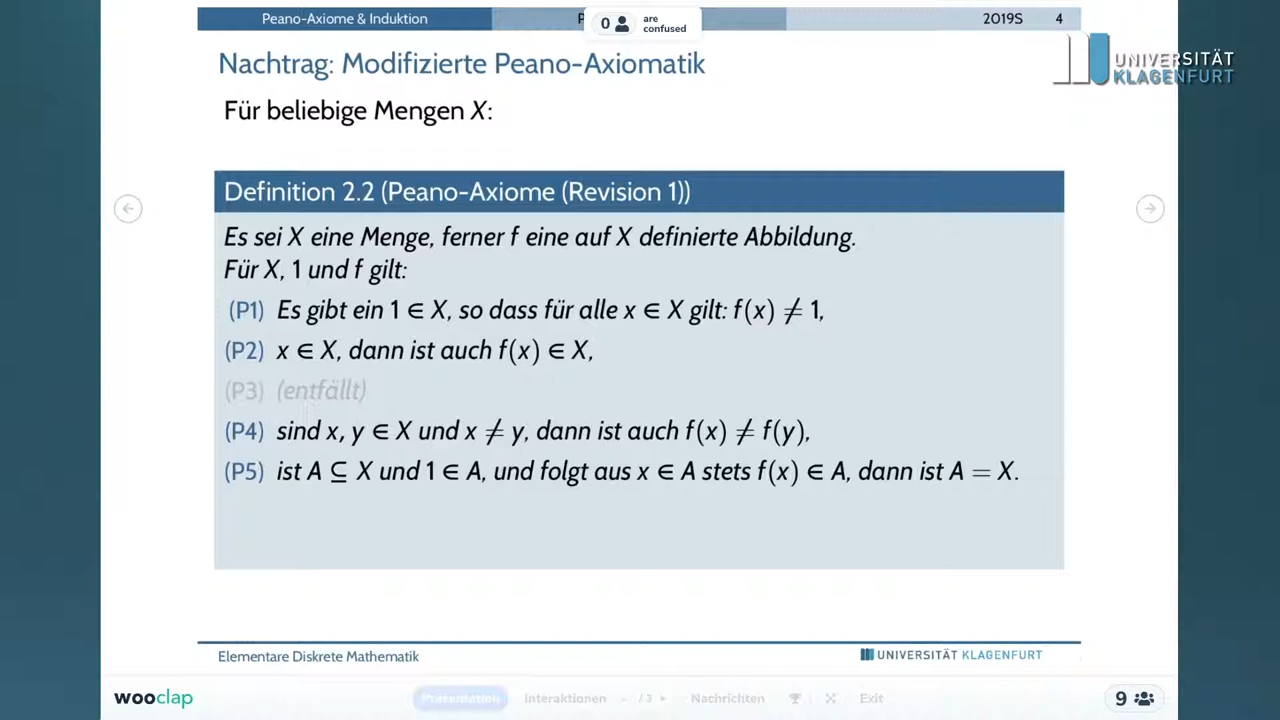 Peano-Axiome & Induktion
P
2019S 4
0 are confused
Nachtrag: Modifizierte Peano-Axiomatik
UNIVERSITÄT
KLAGENFURT
Für beliebige Mengen X:
Definition 2.2 (Peano-Axiome (Revision 1))
Es sei X eine Menge, ferner f eine auf X definierte Abbildung.
Für X, 1 und f gilt:
(P1) Es gibt ein 1 ∈ X, so dass für alle x ∈ X gilt: f(x) ≠ 1,
(P2) x ∈ X, dann ist auch f(x) ∈ X,
(P3) (entfällt)
(P4) sind x, y ∈ X und x ≠ y, dann ist auch f(x) ≠ f(y),
(P5) ist A ⊆ X und 1 ∈ A, und folgt aus x ∈ A stets f(x) ∈ A, dann ist A = X.
Elementare Diskrete Mathematik
UNIVERSITÄT KLAGENFURT
wooclap
Präsentation Interaktionen - / 3 Nachrichten Exit
9